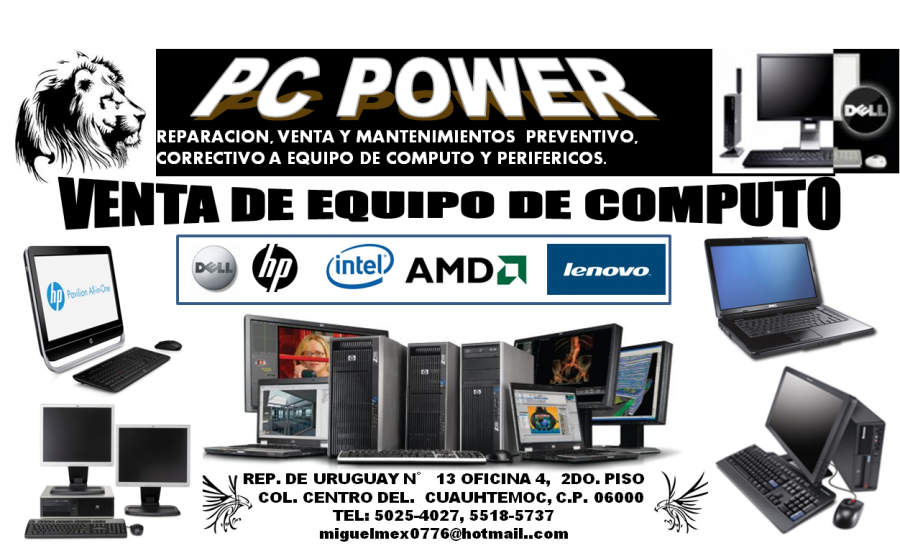 PC POWER
REPARACION, VENTA Y MANTENIMIENTOS PREVENTIVO,
CORRECTIVO A EQUIPO DE COMPUTO Y PERIFERICOS.
DELL
VENTA DE EQUIPO DE COMPUTO
DELL hp intel AMD lenovo
hp Pavilion All-in-One
REP. DE URUGUAY N° 13 OFICINA 4, 2DO. PISO
COL. CENTRO DEL. CUAUHTEMOC, C.P. 06000
TEL: 5025-4027, 5518-5737
miguelmex0776@hotmail..com